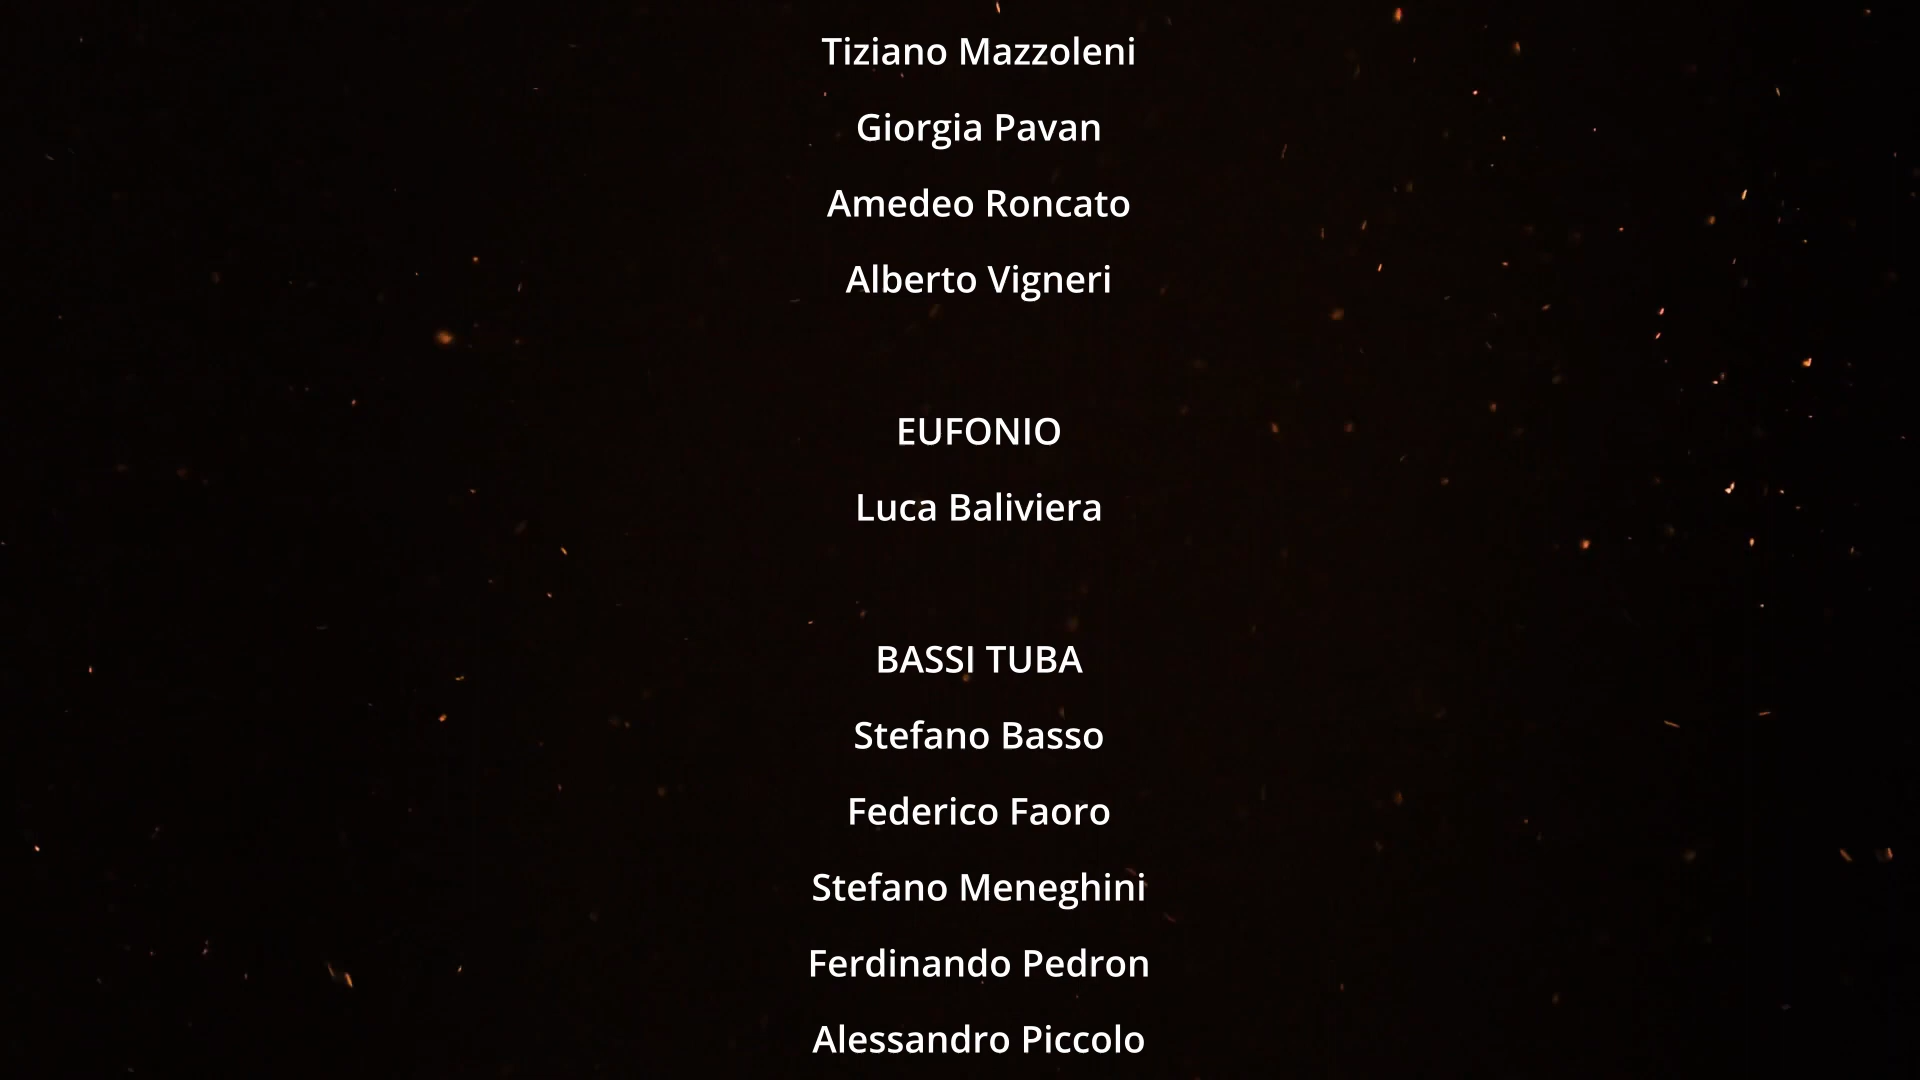 Tiziano Mazzoleni
Giorgia Pavan
Amedeo Roncato
Alberto Vigneri
EUFONIO
Luca Baliviera
BASSI TUBA
Stefano Basso
Federico Faoro
Stefano Meneghini
Ferdinando Pedron
Alessandro Piccolo